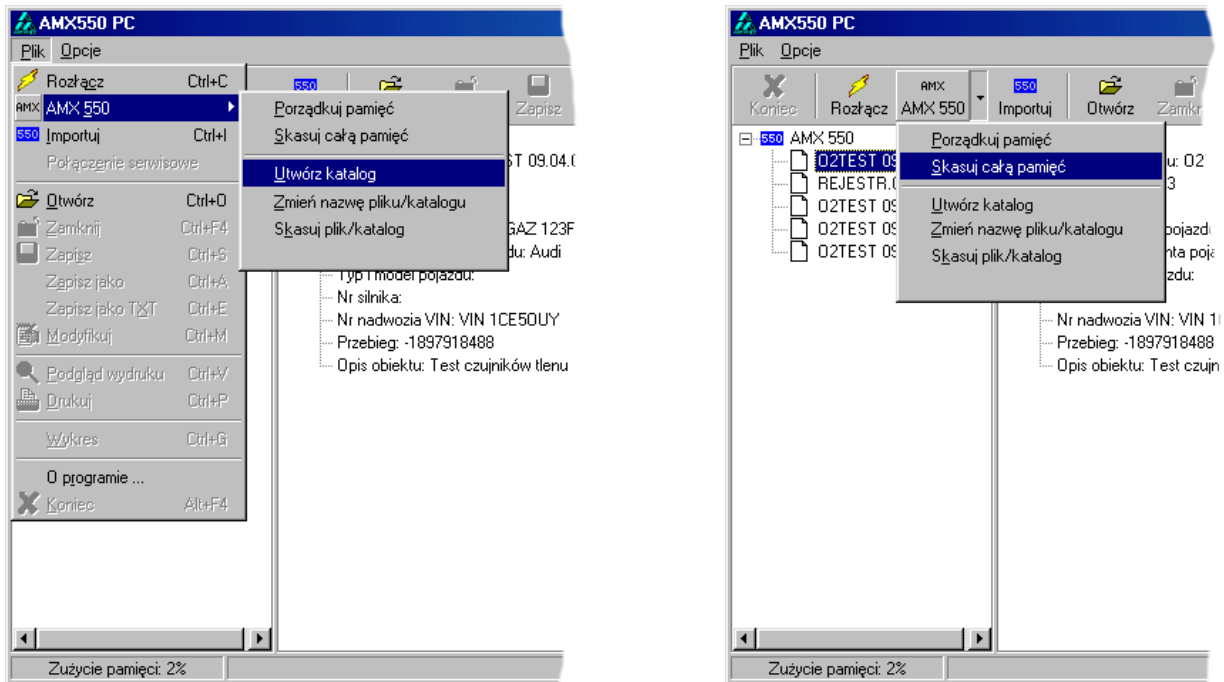 AMX550 PC
Plik Opcje
Rozłącz Ctrl+C
AMX AMX 550
550 Importuj Ctrl+I
Połączenie serwisowe
Otwórz Ctrl+O
Zamknij Ctrl+F4
Zapisz Ctrl+S
Zapisz jako Ctrl+A
Zapisz jako TXT Ctrl+E
Modyfikuj Ctrl+M
Podgląd wydruku Ctrl+V
Drukuj Ctrl+P
Wykres Ctrl+G
O programie ...
Koniec Alt+F4
550
Zapisz
Porządkuj pamięć
Skasuj całą pamięć
Utwórz katalog
Zmień nazwę pliku/katalogu
Skasuj plik/katalog
ST 09.04.0
GAZ 123F
du: Audi
Typ i model pojazdu:
Nr silnika:
Nr nadwozia VIN: VIN 1CE50UY
Przebieg: -1897918488
Opis obiektu: Test czujników tlenu
Zużycie pamięci: 2%
AMX550 PC
Plik Opcje
Koniec Rozłącz AMX AMX 550 550 Importuj Otwórz Zamkr
550 AMX 550
O2TEST 09
REJESTR.
O2TEST 09
O2TEST 09
O2TEST 09
Porządkuj pamięć
Skasuj całą pamięć
Utwórz katalog
Zmień nazwę pliku/katalogu
Skasuj plik/katalog
u: O2
3
pojazdu
nta poja
zdu:
Nr nadwozia VIN: VIN 1
Przebieg: -1897918488
Opis obiektu: Test czujn
Zużycie pamięci: 2%